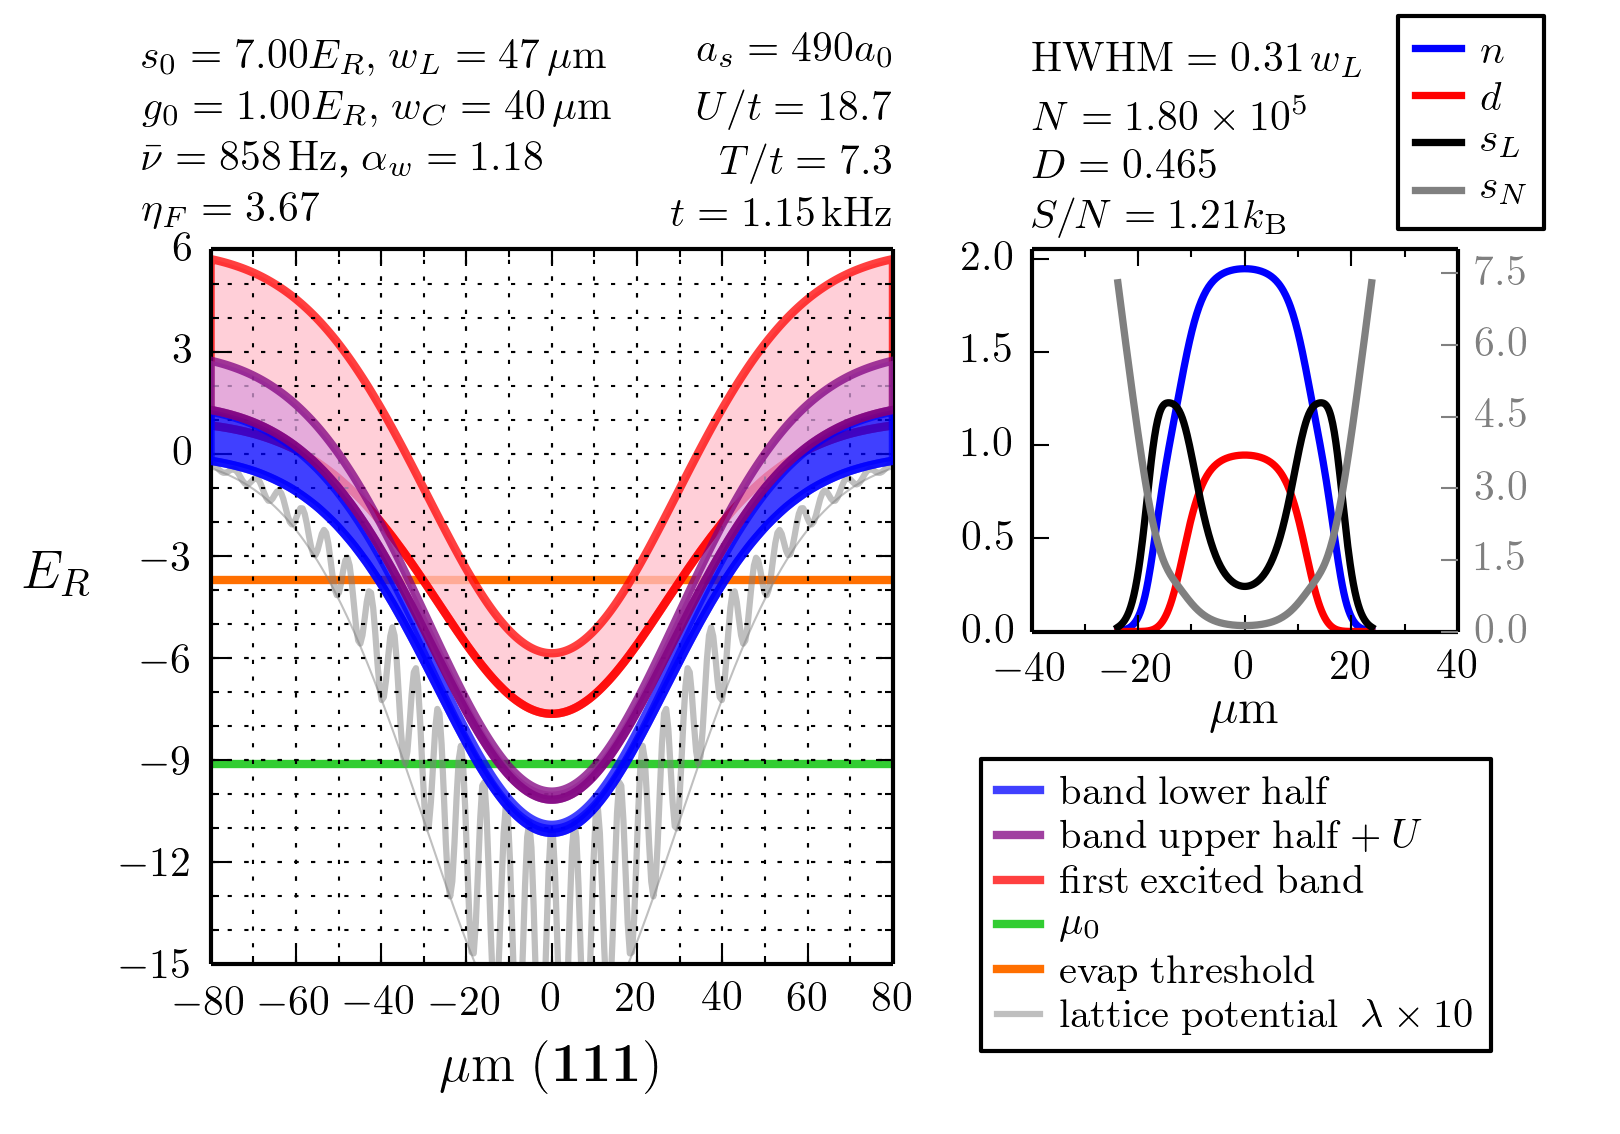 s₀ = 7.00E_R, w_L = 47 μm
g₀ = 1.00E_R, w_C = 40 μm
ν̄ = 858 Hz, α_w = 1.18
η_F = 3.67
a_s = 490a₀
U/t = 18.7
T/t = 7.3
t = 1.15 kHz
HWHM = 0.31 w_L
N = 1.80 × 10⁵
D = 0.465
S/N = 1.21k_B
n
d
s_L
s_N
E_R
6
3
0
−3
−6
−9
−12
−15
−80 −60 −40 −20 0 20 40 60 80
μm (111)
2.0
1.5
1.0
0.5
0.0
7.5
6.0
4.5
3.0
1.5
0.0
−40 −20 0 20 40
μm
band lower half
band upper half + U
first excited band
μ₀
evap threshold
lattice potential λ × 10